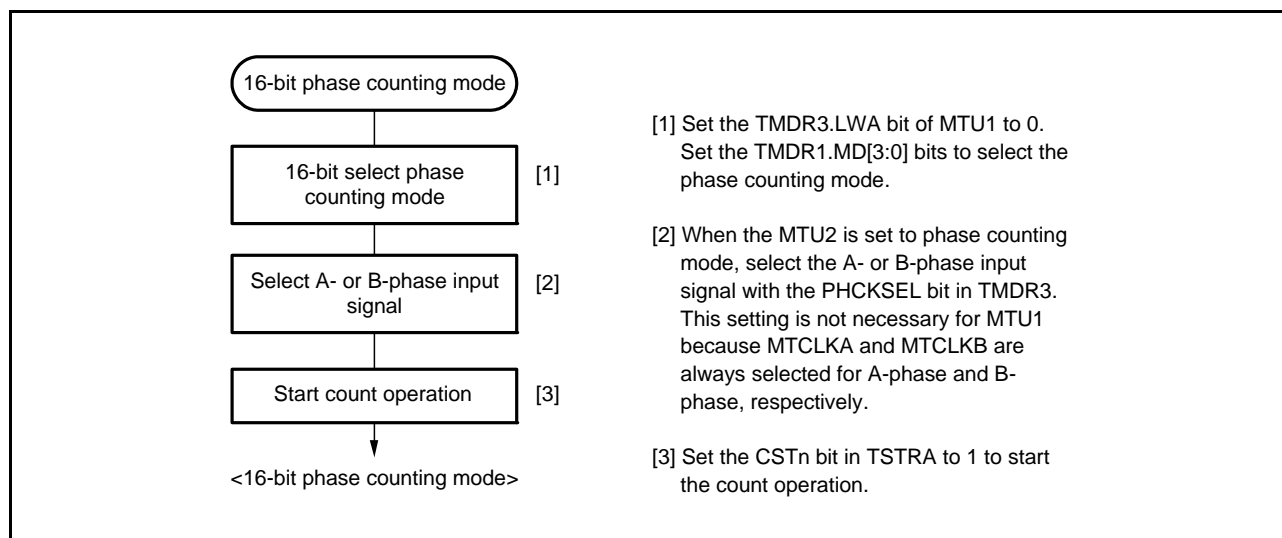 16-bit phase counting mode
16-bit select phase
counting mode
[1]
Select A- or B-phase input
signal
[2]
Start count operation
[3]
<16-bit phase counting mode>
[1] Set the TMDR3.LWA bit of MTU1 to 0.
Set the TMDR1.MD[3:0] bits to select the
phase counting mode.
[2] When the MTU2 is set to phase counting
mode, select the A- or B-phase input
signal with the PHCKSEL bit in TMDR3.
This setting is not necessary for MTU1
because MTCLKA and MTCLKB are
always selected for A-phase and B-
phase, respectively.
[3] Set the CSTn bit in TSTRA to 1 to start
the count operation.